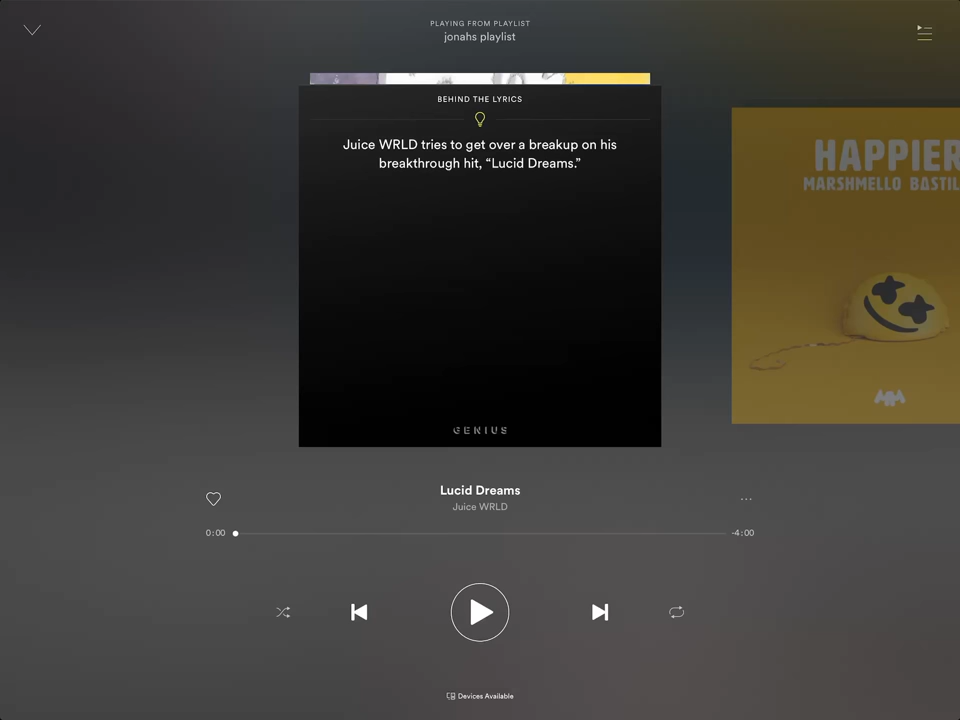 PLAYING FROM PLAYLIST
jonahs playlist
BEHIND THE LYRICS
Juice WRLD tries to get over a breakup on his
breakthrough hit, “Lucid Dreams.”
GENIUS
HAPPIER
MARSHMELLO
Lucid Dreams
Juice WRLD
0:00
-4:00
Devices Available